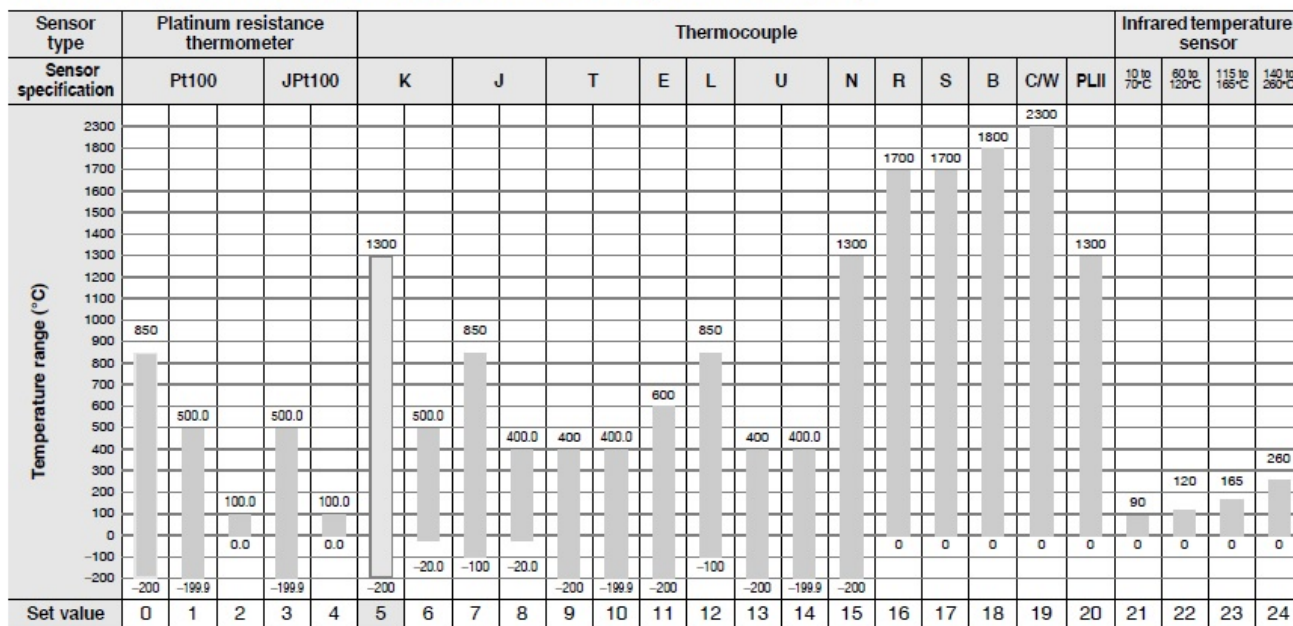 Sensor type Platinum resistance thermometer Thermocouple Infrared temperature sensor
Sensor specification Pt100 JPt100 K J T E L U N R S B C/W PLII 10 to 70°C 60 to 120°C 115 to 165°C 140 to 260°C
Temperature range (°C)
2300 2300
1800 1800
1700 1700 1700
1600
1500
1400
1300 1300 1300 1300
1200
1100
1000 850 850 850
900
800
700
600 600
500 500.0 500.0 500.0
400 400.0 400 400.0 400 400.0
300 260
200 120 165
100 100.0 100.0 90
0 0.0 0.0 0 0 0 0 0 0 0 0 0
-100 -20.0 -100 -20.0 -100
-200 -200 -199.9 -199.9 -200 -200 -199.9 -200 -200 -199.9 -200
Set value 0 1 2 3 4 5 6 7 8 9 10 11 12 13 14 15 16 17 18 19 20 21 22 23 24